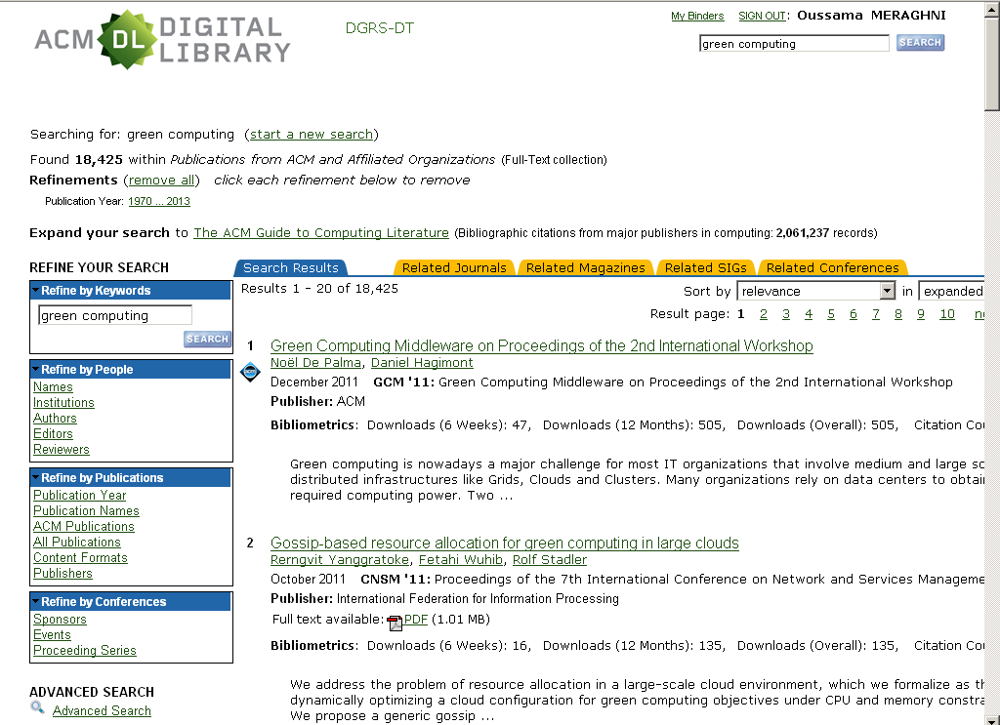 ACM DL DIGITAL LIBRARY
DGRS-DT
My Binders SIGN OUT: Oussama MERAGHNI
green computing SEARCH
Searching for: green computing (start a new search)
Found 18,425 within Publications from ACM and Affiliated Organizations (Full-Text collection)
Refinements (remove all) click each refinement below to remove
Publication Year: 1970 ... 2013
Expand your search to The ACM Guide to Computing Literature (Bibliographic citations from major publishers in computing: 2,061,237 records)
REFINE YOUR SEARCH
Refine by Keywords
green computing
SEARCH
Refine by People
Names
Institutions
Authors
Editors
Reviewers
Refine by Publications
Publication Year
Publication Names
ACM Publications
All Publications
Content Formats
Publishers
Refine by Conferences
Sponsors
Events
Proceeding Series
ADVANCED SEARCH
Advanced Search
Search Results Related Journals Related Magazines Related SIGs Related Conferences
Results 1 – 20 of 18,425
Sort by relevance in expanded
Result page: 1 2 3 4 5 6 7 8 9 10
1 Green Computing Middleware on Proceedings of the 2nd International Workshop
Noël De Palma, Daniel Hagimont
acm
December 2011 GCM '11: Green Computing Middleware on Proceedings of the 2nd International Workshop
Publisher: ACM
Bibliometrics: Downloads (6 Weeks): 47, Downloads (12 Months): 505, Downloads (Overall): 505, Citation Cou
Green computing is nowadays a major challenge for most IT organizations that involve medium and large sc
distributed infrastructures like Grids, Clouds and Clusters. Many organizations rely on data centers to obtai
required computing power. Two ...
2 Gossip-based resource allocation for green computing in large clouds
Rerngvit Yanggratoke, Fetahi Wuhib, Rolf Stadler
October 2011 CNSM '11: Proceedings of the 7th International Conference on Network and Services Manageme
Publisher: International Federation for Information Processing
Full text available: PDF (1.01 MB)
Bibliometrics: Downloads (6 Weeks): 16, Downloads (12 Months): 135, Downloads (Overall): 135, Citation Cou
We address the problem of resource allocation in a large-scale cloud environment, which we formalize as th
dynamically optimizing a cloud configuration for green computing objectives under CPU and memory constra
We propose a generic gossip ...